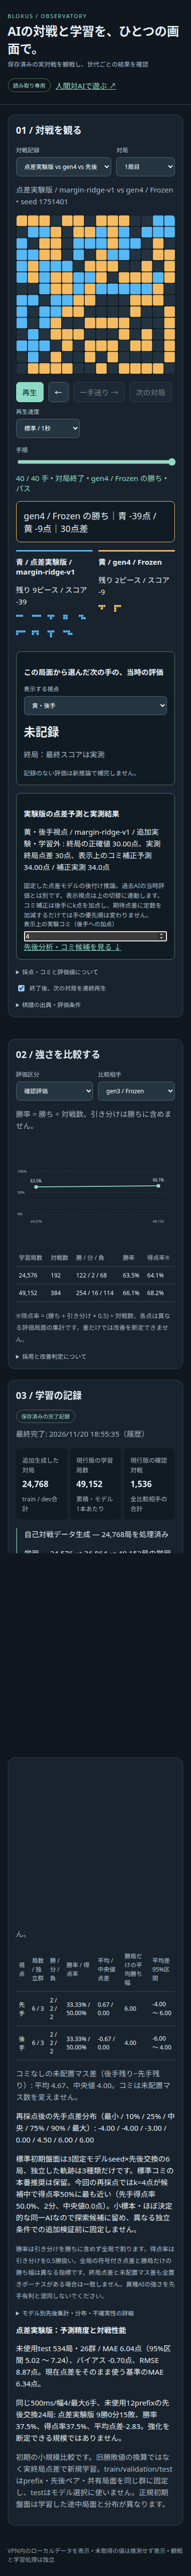 BLOKUS / OBSERVATORY
AIの対戦と学習を、ひとつの画
面で。
保存済みの実対戦を観戦し、世代ごとの結果を確認
読み取り専用
人間対AIで遊ぶ ↗
01 / 対戦を観る
対戦記録
対局
点差実験版 vs gen4 v 先後
1局目
点差実験版 / margin-ridge-v1 vs gen4 / Frozen
• seed 1751401
再生
←
一手送り →
次の対局
再生速度
標準 / 1秒
手順
40 / 40 手 • 対局終了 • gen4 / Frozen の勝ち •
パス
gen4 / Frozen の勝ち｜青 -39点 /
黄 -9点｜30点差
青 / 点差実験版 /
margin-ridge-v1
残り 9ピース / スコア
-39
黄 / gen4 / Frozen
残り 2ピース / スコア
-9
この局面から選んだ次の手の、当時の評価
表示する視点
黄・後手
未記録
終局：最終スコアは実測
記録のない評価は新推論で補完しません。
実験版の点差予測と実測結果
黄・後手視点 / margin-ridge-v1 / 追加実
験・学習外 : 終局の正確値 30.00点、実測
終局点差 30点、表示上のコミ補正予測
34.00点 / 補正実測 34.0点
固定した点差モデルの後付け推論。過去AIの当時評
価とは別です。表示視点は上の切替に連動します。
コミ補正は後手にk点を加点し、期待点差に定数を
加減するだけでは手の優先順は変わりません。
表示上の実験コミ（後手への加点）
4
先後分析・コミ候補を見る ↓
▶ 採点・コミと評価値について
終了後、次の対局を連続再生
▶ 棋譜の出典・評価条件
02 / 強さを比較する
評価区分
比較相手
確認評価
gen3 / Frozen
勝率 = 勝ち ÷ 対戦数。引き分けは勝ちに含めま
せん。
100%
50%
0%
63.5%
66.1%
24,576
49,152
学習局数 対戦数 勝 / 分 / 負 勝率 得点率※
24,576 192 122 / 2 / 68 63.5% 64.1%
49,152 384 254 / 16 / 114 66.1% 68.2%
※得点率 = (勝ち + 引き分け × 0.5) ÷ 対戦数。各点は異な
る評価局面の集計です。差だけでは改善を断定できませ
ん。
▶ 採用と改善判定について
03 / 学習の記録
保存済みの完了記録
最終完了: 2026/11/20 18:55:35（履歴）
追加生成した
対局
24,768
train / dev合
計
現行版の学習
局数
49,152
累積・モデル
1本あたり
現行版の確認
対戦
1,536
全比較相手の
合計
自己対戦データ生成 — 24,768局を処理済み
ん。
視
点
局数
/ 独
立群
勝 /
分 /
負
勝率 / 得
点率
平均 /
中央値
点差
勝局だ
けの平
均勝ち
幅
平均差
95%区
間
先
手
6 / 3
2 /
2 /
2
33.33% /
50.00%
0.67 /
0.00
6.00
-4.00
〜 6.00
後
手
6 / 3
2 /
2 /
2
33.33% /
50.00%
-0.67 /
0.00
4.00
-6.00
〜 4.00
コミなしの未配置マス差（後手残り−先手残
り）: 平均 4.67、中央値 4.00。コミは未配置マ
ス数を変えません。
再採点後の先手点差分布（最小 / 10% / 25% / 中
央 / 75% / 90% / 最大）: -4.00 / -4.00 / -3.00 /
0.00 / 4.50 / 6.00 / 6.00
標準初期盤面は3固定モデルseed×先後交換の6
局、独立した軌跡は3種類だけです。標準コミの
本番推奨は保留。今回の再採点ではk=4点が候
補中で得点率50%に最も近い（先手得点率
50.0%、2分、中央値0.0点）。小標本・ほぼ決定
的な同一AIなので探索候補に留め、異なる独立
条件での追加検証前に固定しません。
勝率は引き分けを勝ちに含めず全局で割ります。得点率は
引き分けを0.5勝扱い。全局の符号付き点差と勝局だけの
勝ち幅は異なる指標です。終局点差と未配置マス差も全置
きボーナスがある場合は一致しません。異種AIの強さを先
手有利と混同しないでください。
▶ モデル別先後集計・分布・不確実性の詳細
点差実験版：予測精度と対戦性能
未使用test 534局・26群 / MAE 6.04点（95%区
間 5.02 〜 7.24）、バイアス -0.70点、RMSE
8.87点。現在点差をそのまま使う基準のMAE
6.34点。
同じ500ms/幅4/最大6手、未使用12prefixの先
後交換24局: 点差実験版 9勝0分15敗、勝率
37.5%、得点率37.5%、平均点差-2.83。強化を
断定できる規模ではありません。
初期の小規模比較です。旧勝敗値の換算ではな
く実終局点差で新規学習。train/validation/test
はprefix・先後ペア・共有局面を同じ群に固定
し、testはモデル選択に使いません。正規初期
盤面は学習した途中局面と分布が異なります。
VPN内のローカルデータを表示・未取得の値は推測せず表示・観戦
と学習処理は独立